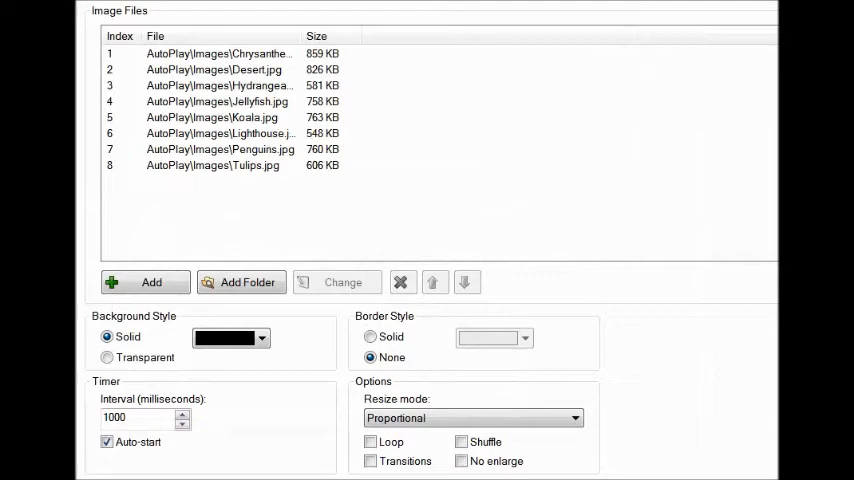 Image Files
Index File Size
1 AutoPlay\Images\Chrysanthe... 859 KB
2 AutoPlay\Images\Desert.jpg 826 KB
3 AutoPlay\Images\Hydrangea... 581 KB
4 AutoPlay\Images\Jellyfish.jpg 758 KB
5 AutoPlay\Images\Koala.jpg 763 KB
6 AutoPlay\Images\Lighthouse.j... 548 KB
7 AutoPlay\Images\Penguins.jpg 760 KB
8 AutoPlay\Images\Tulips.jpg 606 KB
Add Add Folder Change
Background Style
Solid
Transparent
Border Style
Solid
None
Timer
Interval (milliseconds):
1000
Auto-start
Options
Resize mode:
Proportional
Loop Shuffle
Transitions No enlarge